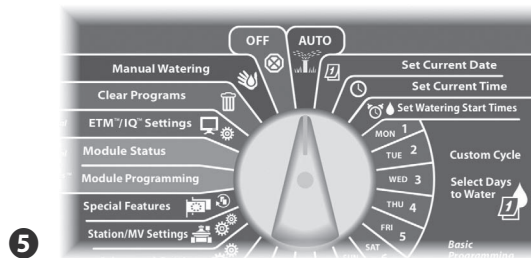 OFF AUTO
Manual Watering
Clear Programs
ETM™/IQ™ Settings
Module Status
Module Programming
Special Features
Station/MV Settings
Set Current Date
Set Current Time
Set Watering Start Times
MON 1
TUE 2
WED 3
THU 4
FRI 5
SAT
Custom Cycle
Select Days
to Water
Basic
Programming
5